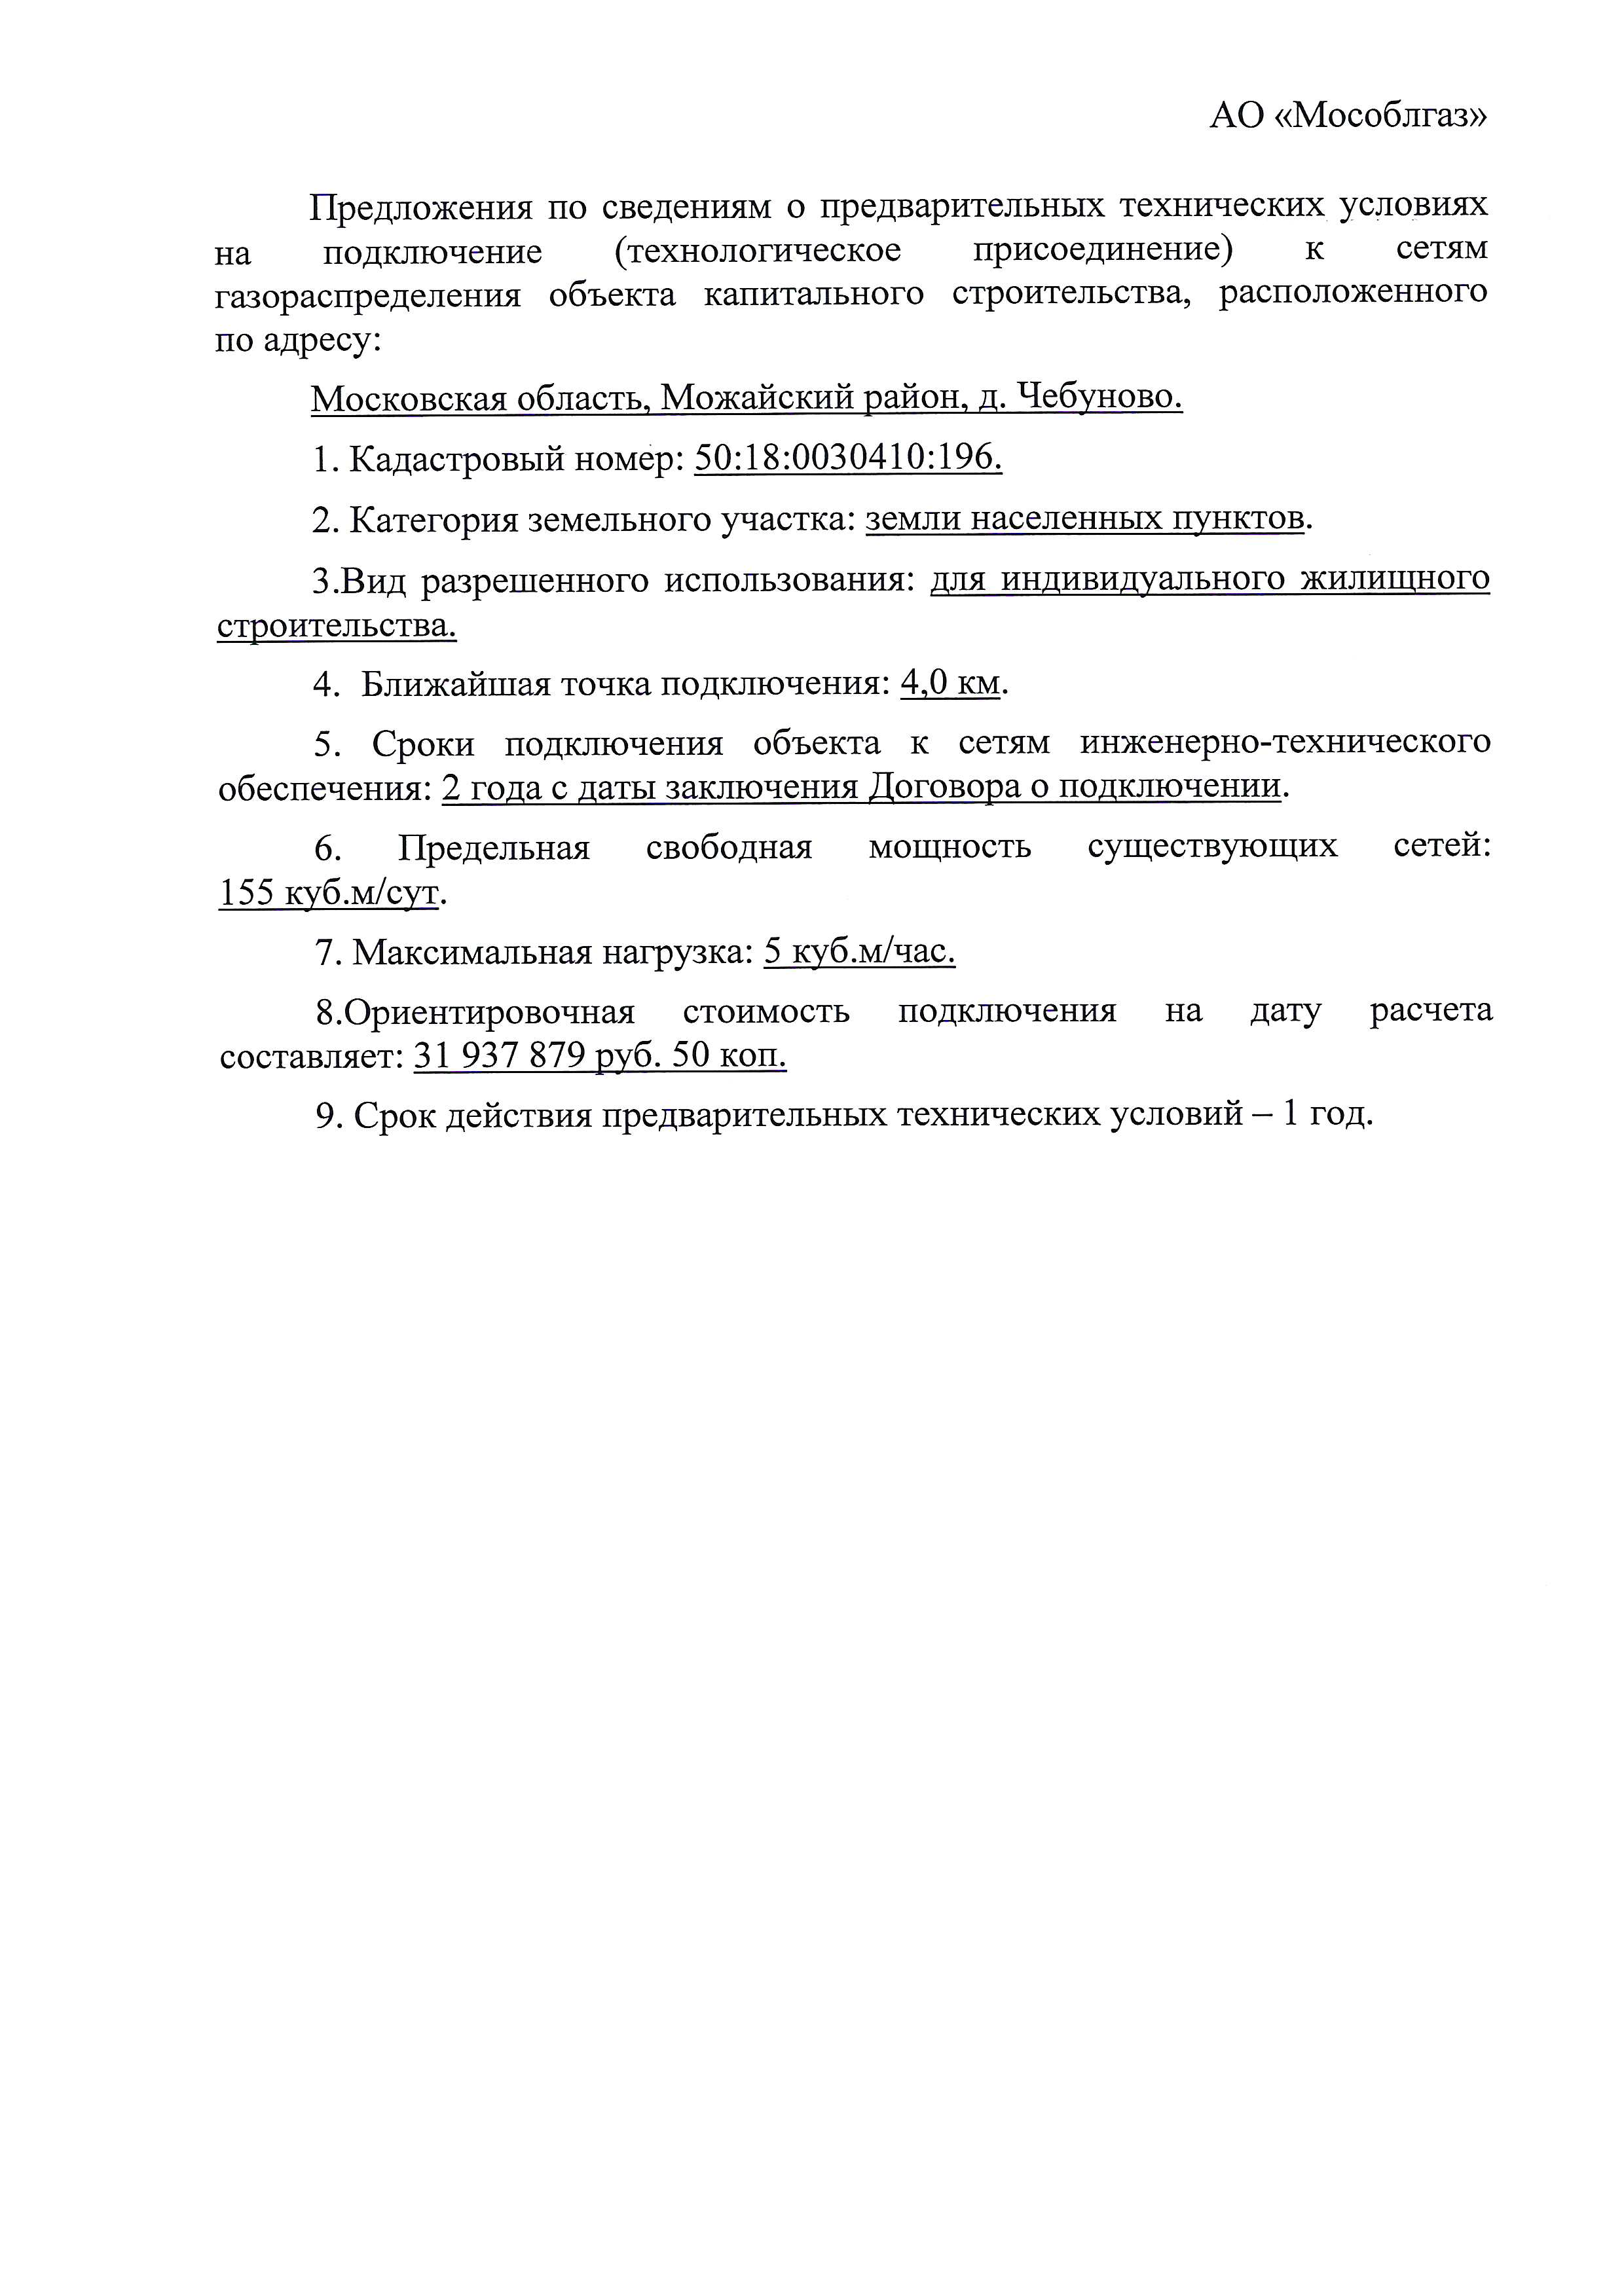 АО «Мособлгаз»
Предложения по сведениям о предварительных технических условиях
на подключение (технологическое присоединение) к сетям
газораспределения объекта капитального строительства, расположенного
по адресу:
Московская область, Можайский район, д. Чебуново.
1. Кадастровый номер: 50:18:0030410:196.
2. Категория земельного участка: земли населенных пунктов.
3.Вид разрешенного использования: для индивидуального жилищного
строительства.
4. Ближайшая точка подключения: 4,0 км.
5. Сроки подключения объекта к сетям инженерно-технического
обеспечения: 2 года с даты заключения Договора о подключении.
6. Предельная свободная мощность существующих сетей:
155 куб.м/сут.
7. Максимальная нагрузка: 5 куб.м/час.
8.Ориентировочная стоимость подключения на дату расчета
составляет: 31 937 879 руб. 50 коп.
9. Срок действия предварительных технических условий – 1 год.